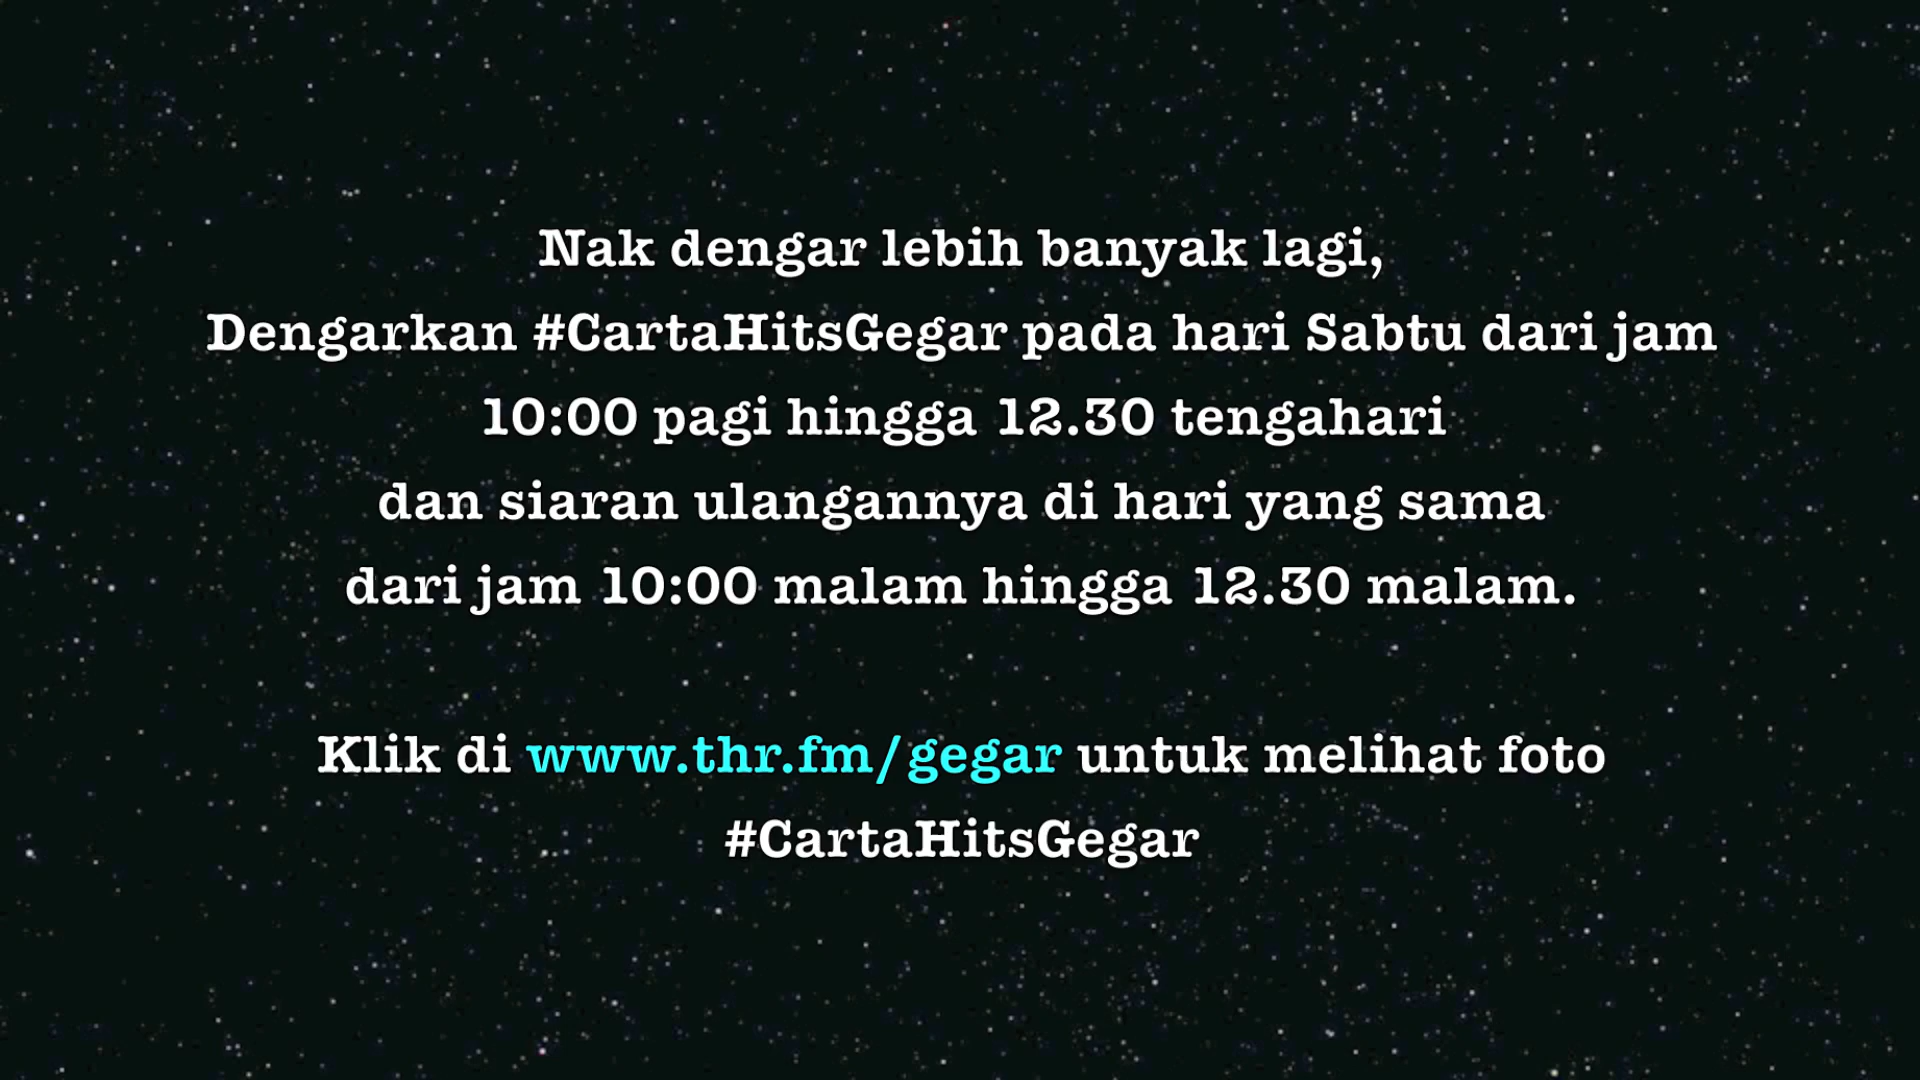 Nak dengar lebih banyak lagi,
Dengarkan #CartaHitsGegar pada hari Sabtu dari jam
10:00 pagi hingga 12.30 tengahari
dan siaran ulangannya di hari yang sama
dari jam 10:00 malam hingga 12.30 malam.
Klik di www.thr.fm/gegar untuk melihat foto
#CartaHitsGegar